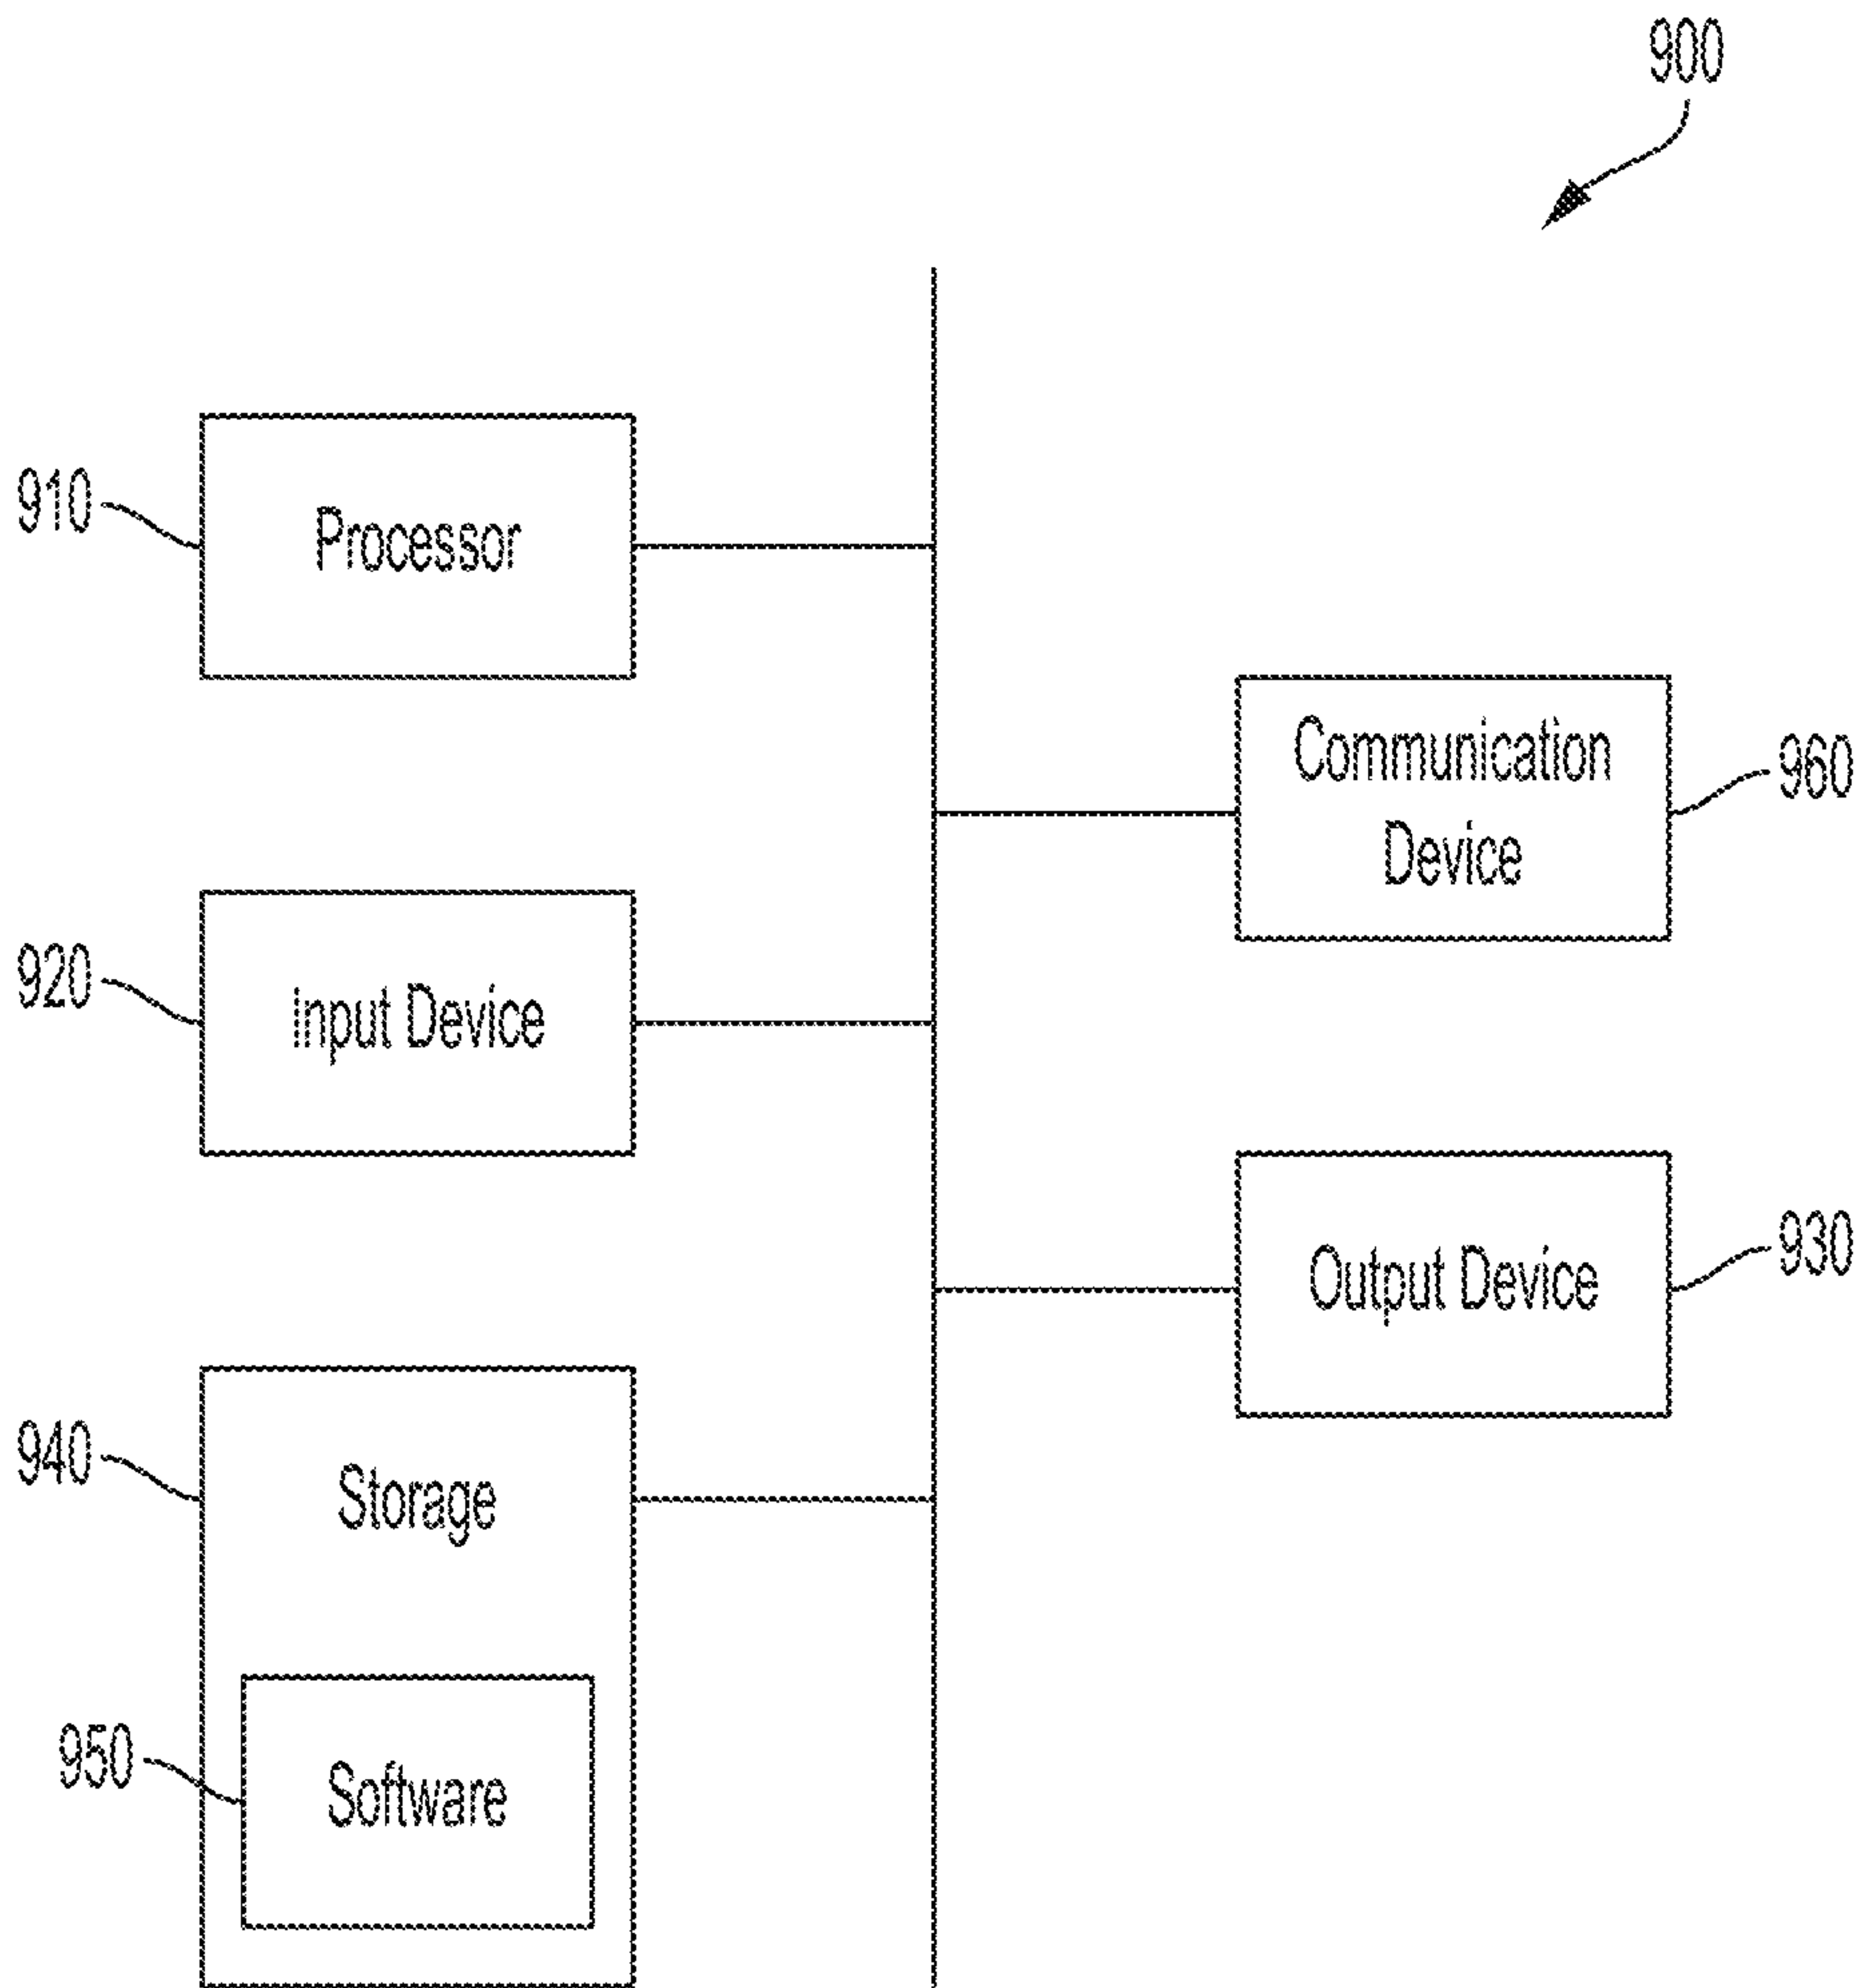 900
910
Processor
Communication
Device
960
920
Input Device
Output Device
930
940
Storage
950
Software